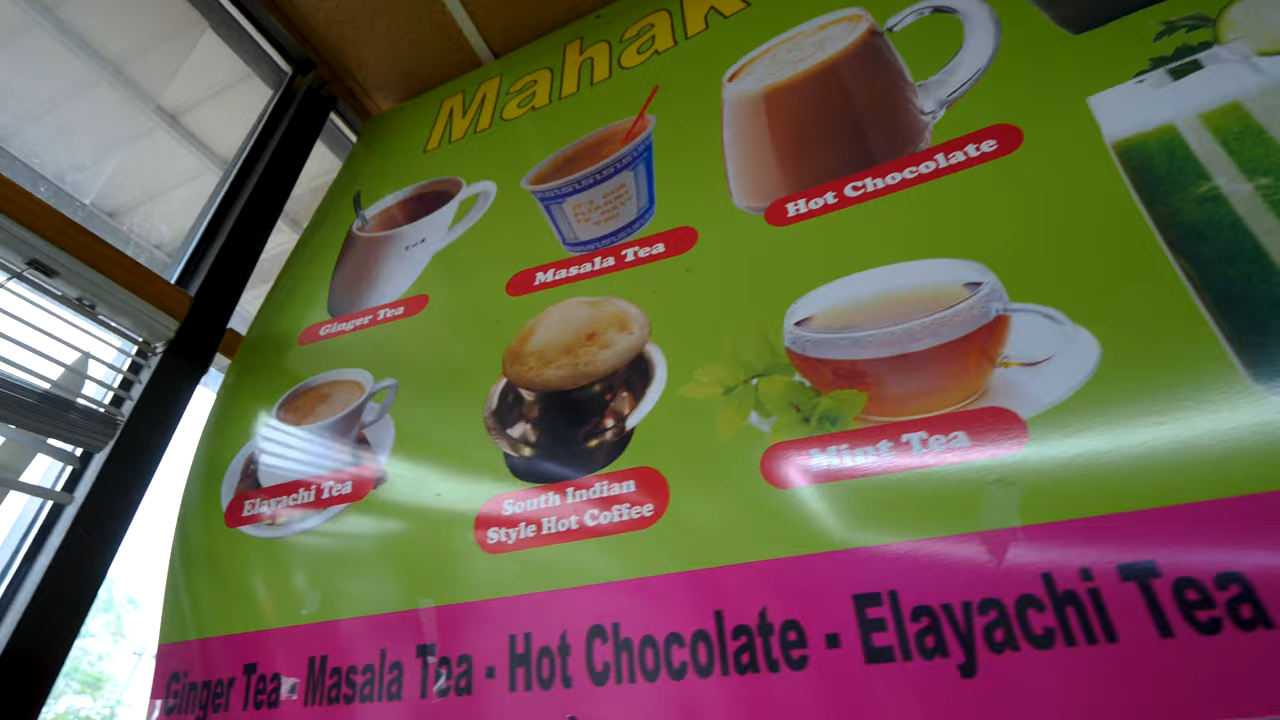 Mahak
Tea
Ginger Tea
Masala Tea
Hot Chocolate
Elayachi Tea
South Indian
Style Hot Coffee
Mint Tea
Ginger Tea - Masala Tea - Hot Chocolate - Elayachi Tea